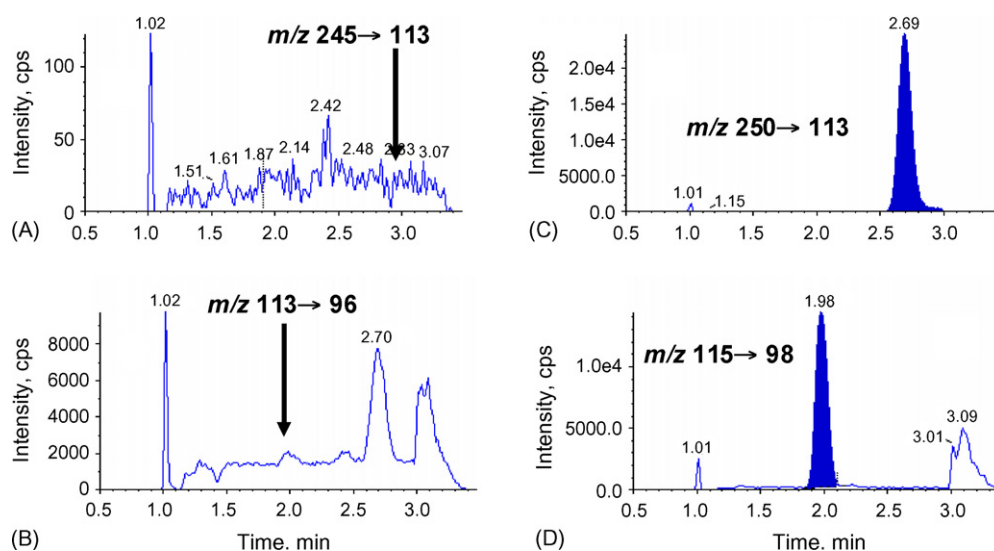 1.02
m/z 245→ 113
100
Intensity, cps
2.42
50
1.51
1.61
1.87
2.14
2.48
3.07
0
(A)
0.5 1.0 1.5 2.0 2.5 3.0
1.02
m/z 113→ 96
2.70
8000
6000
4000
2000
0
Intensity, cps
(B)
0.5 1.0 1.5 2.0 2.5 3.0
Time. min
2.69
2.0e4
1.5e4
m/z 250→ 113
1.0e4
5000.0
0.0
Intensity, cps
1.01
1.15
(C)
0.5 1.0 1.5 2.0 2.5 3.0
1.98
m/z 115→ 98
1.0e4
5000.0
0.0
Intensity, cps
1.01
3.01
3.09
(D)
0.5 1.0 1.5 2.0 2.5 3.0
Time. min